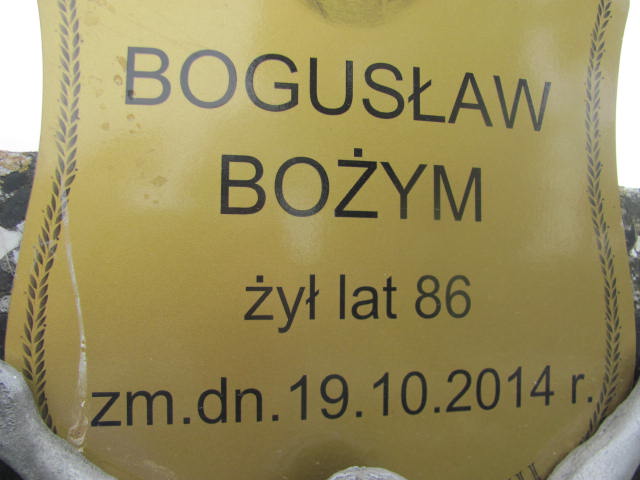 BOGUSŁAW
BOŻYM
żył lat 86
zm.dn.19.10.2014 r.